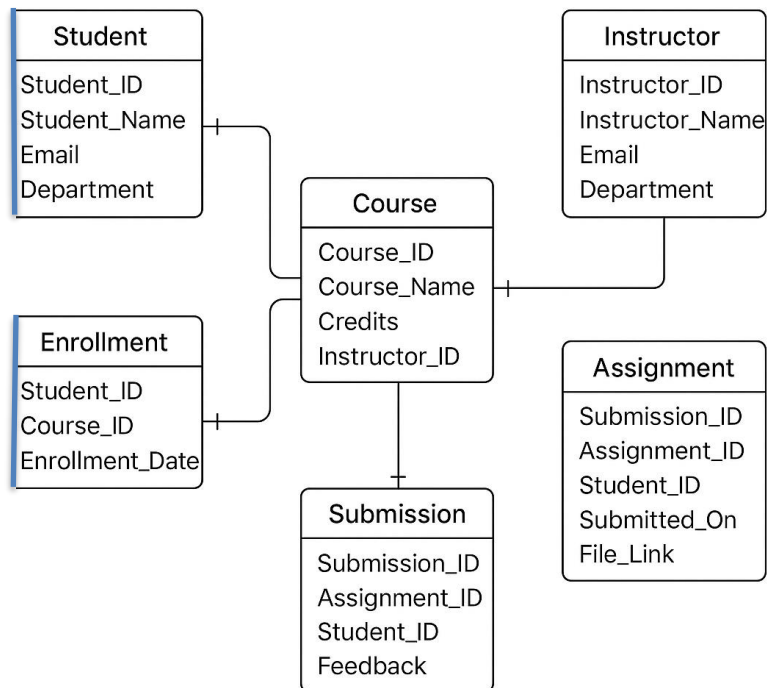 Student
Student_ID
Student_Name
Email
Department
Instructor
Instructor_ID
Instructor_Name
Email
Department
Course
Course_ID
Course_Name
Credits
Instructor_ID
Enrollment
Student_ID
Course_ID
Enrollment_Date
Assignment
Submission_ID
Assignment_ID
Student_ID
Submitted_On
File_Link
Submission
Submission_ID
Assignment_ID
Student_ID
Feedback